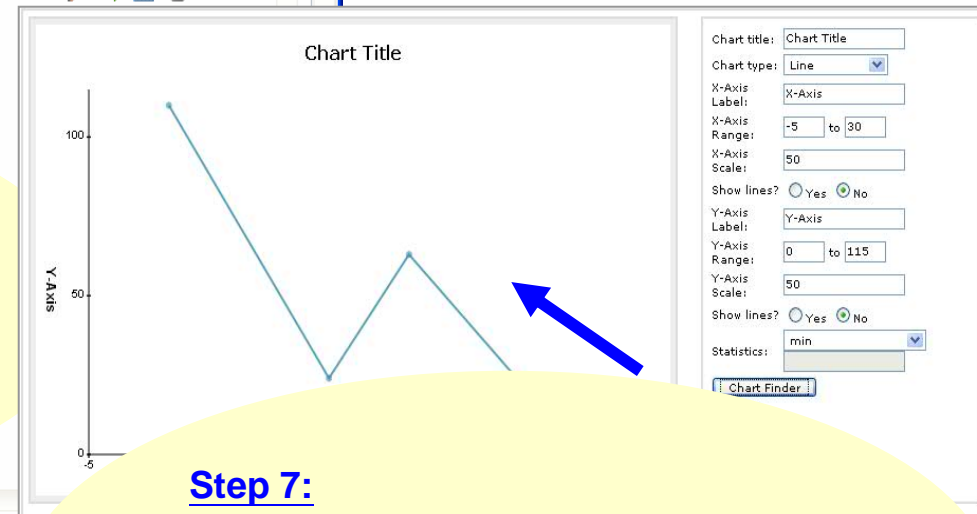 Chart Title
100
50
0
-5
Y-Axis
Chart title: Chart Title
Chart type: Line
X-Axis
Label: X-Axis
X-Axis
Range: -5 to 30
X-Axis
Scale: 50
Show lines? Yes No
Y-Axis
Label: Y-Axis
Y-Axis
Range: 0 to 115
Y-Axis
Scale: 50
Show lines? Yes No
Statistics: min
Chart Finder
Step 7: